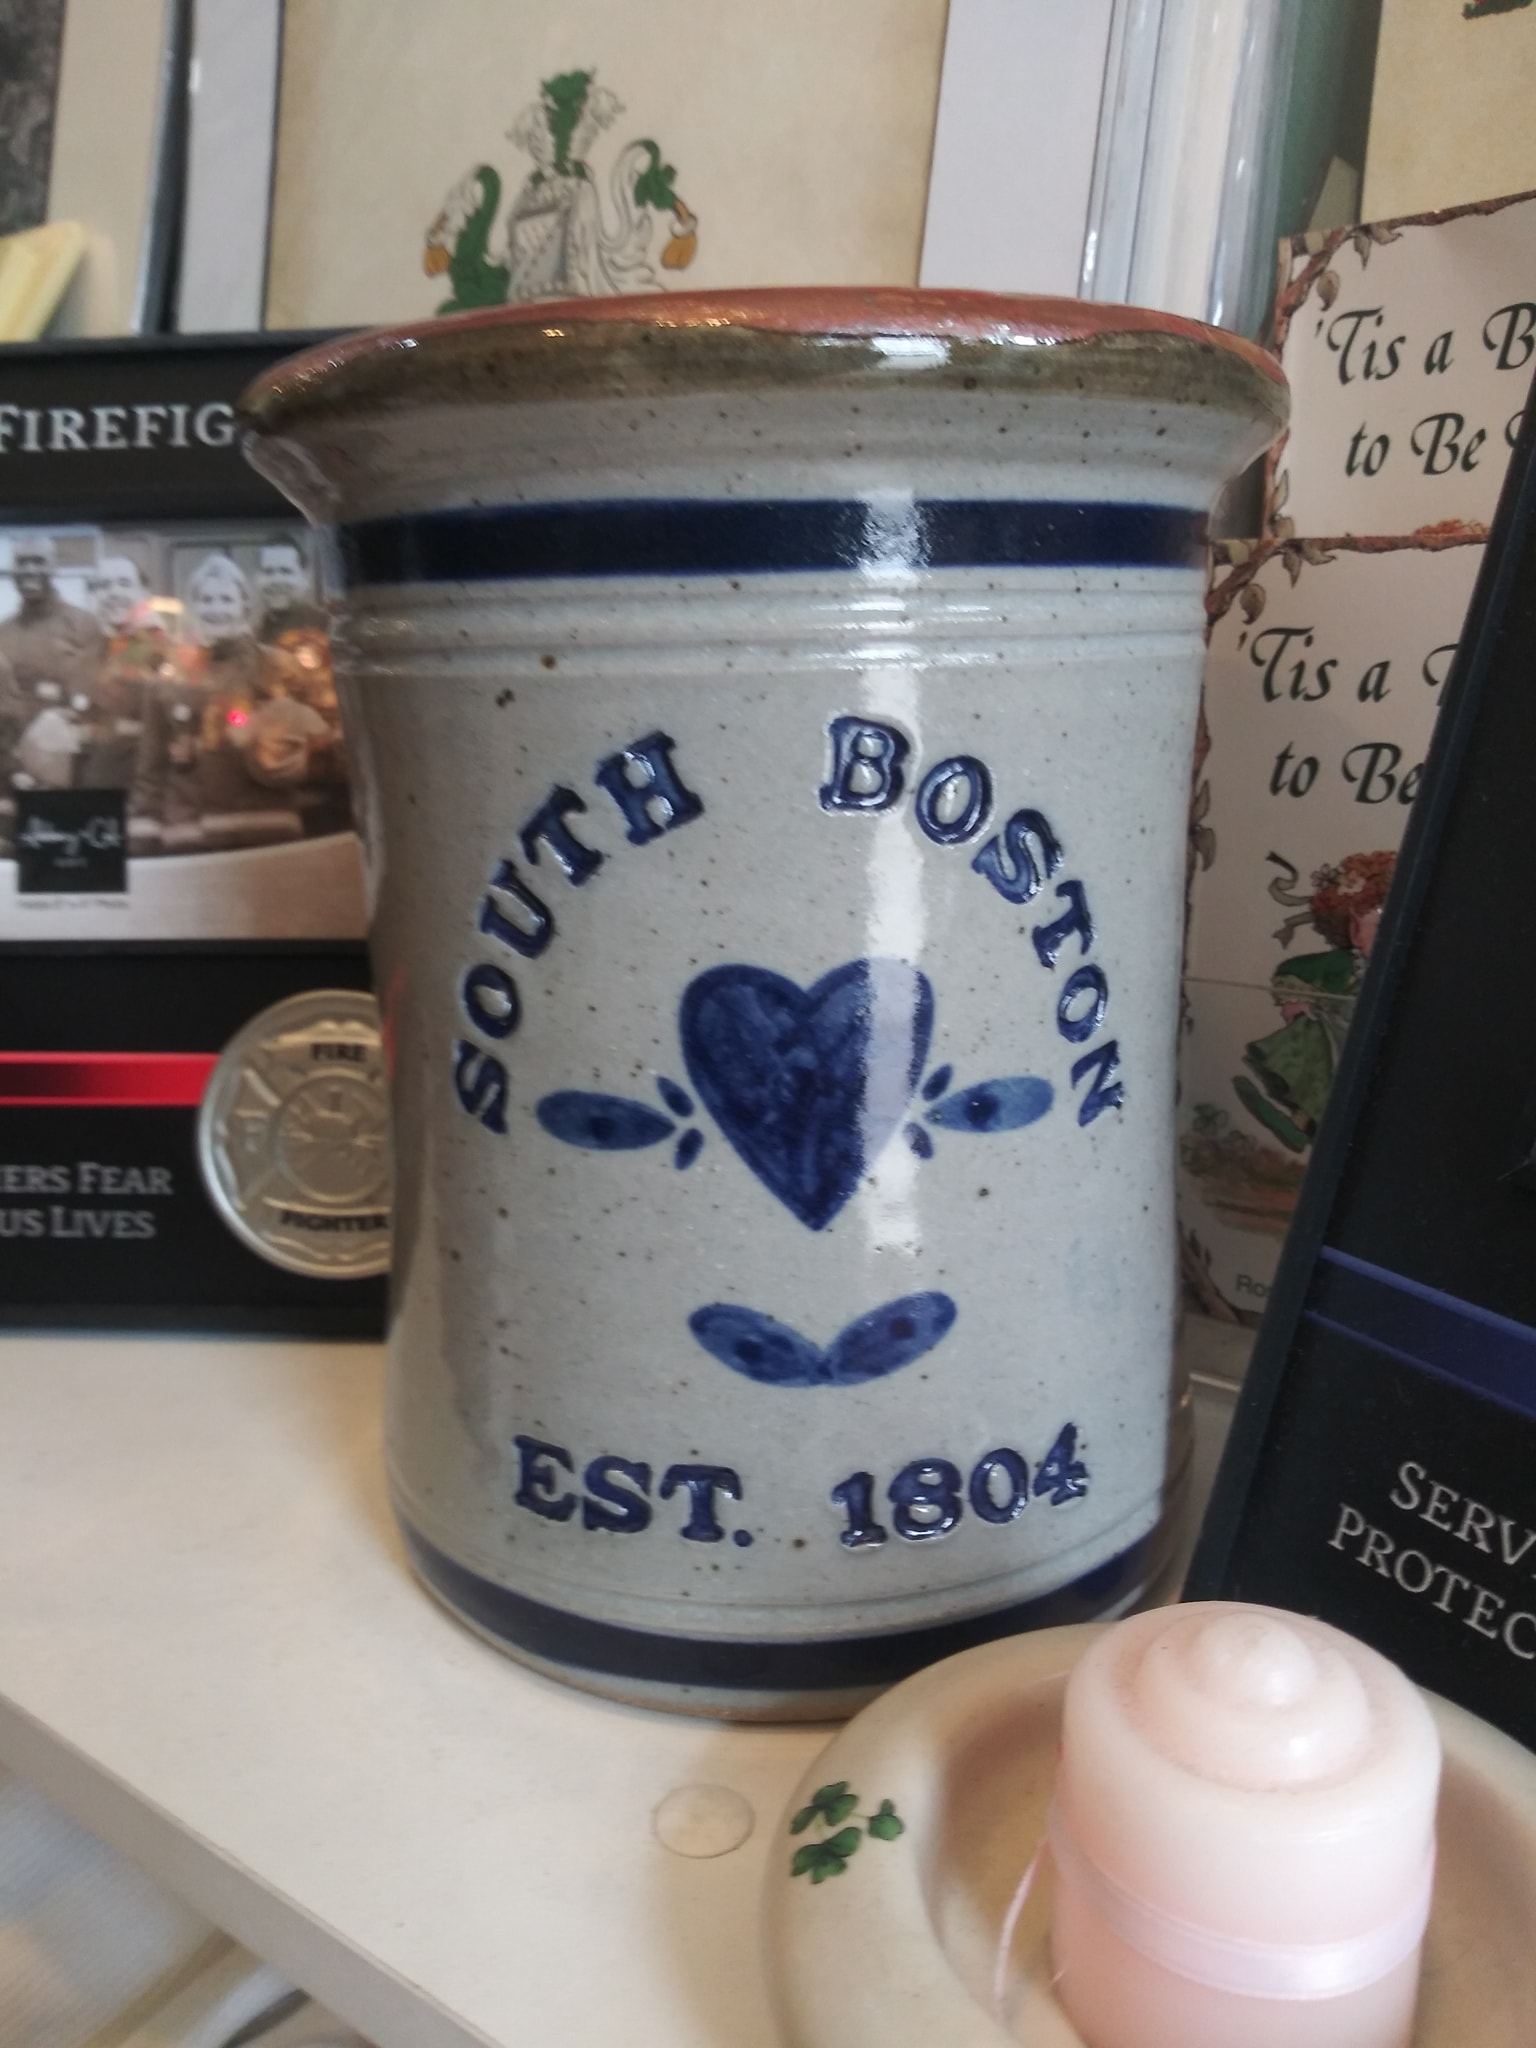 FIREFIG
'Tis a B
to Be
'Tis a
to Be
SOUTH BOSTON
EST. 1804
FIRE
FIGHTER
ERS FEAR
US LIVES
SERV
PROTEC